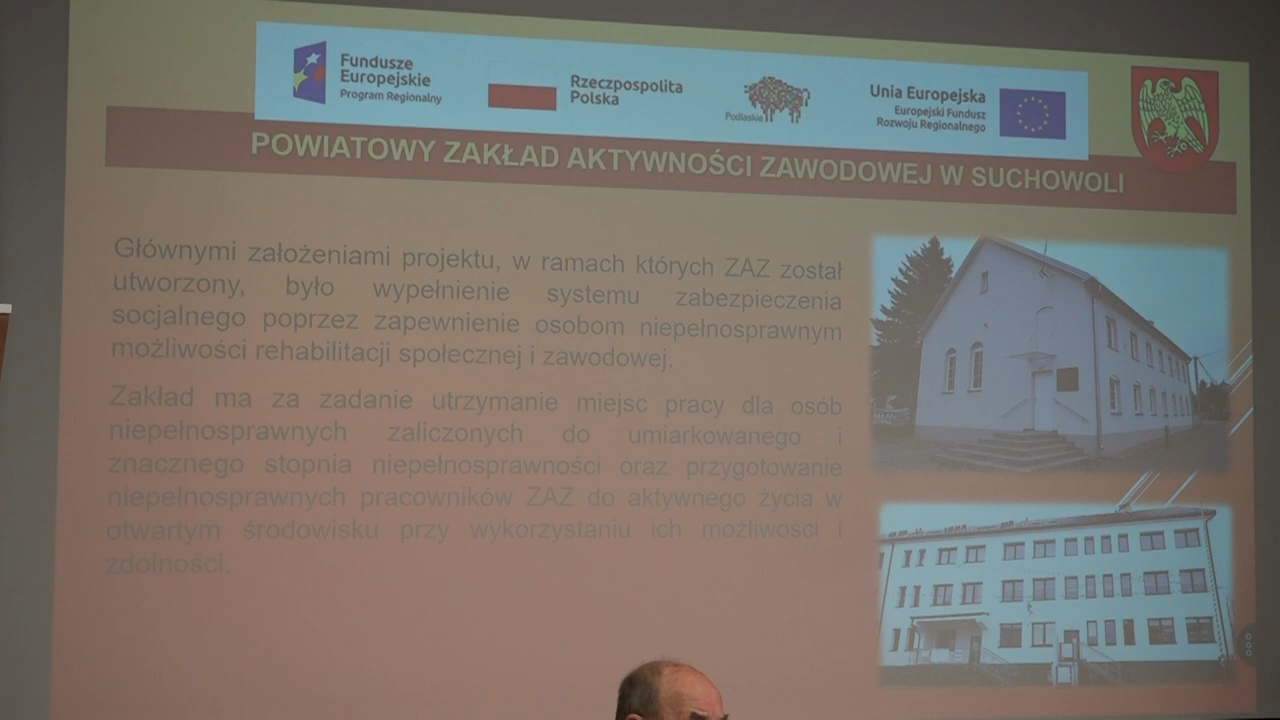 Fundusze
Europejskie
Program Regionalny
Rzeczpospolita
Polska
Podlaskie
Unia Europejska
Europejski Fundusz
Rozwoju Regionalnego
POWIATOWY ZAKŁAD AKTYWNOŚCI ZAWODOWEJ W SUCHOWOLI
Głównymi założeniami projektu, w ramach których ZAZ został
utworzony, było wypełnienie systemu zabezpieczenia
socjalnego poprzez zapewnienie osobom niepełnosprawnym
możliwości rehabilitacji społecznej i zawodowej.
Zakład ma za zadanie utrzymanie miejsc pracy dla osób
niepełnosprawnych zaliczonych do umiarkowanego i
znacznego stopnia niepełnosprawności oraz przygotowanie
niepełnosprawnych pracowników ZAZ do aktywnego życia w
otwartym środowisku przy wykorzystaniu ich możliwości i
zdolności.